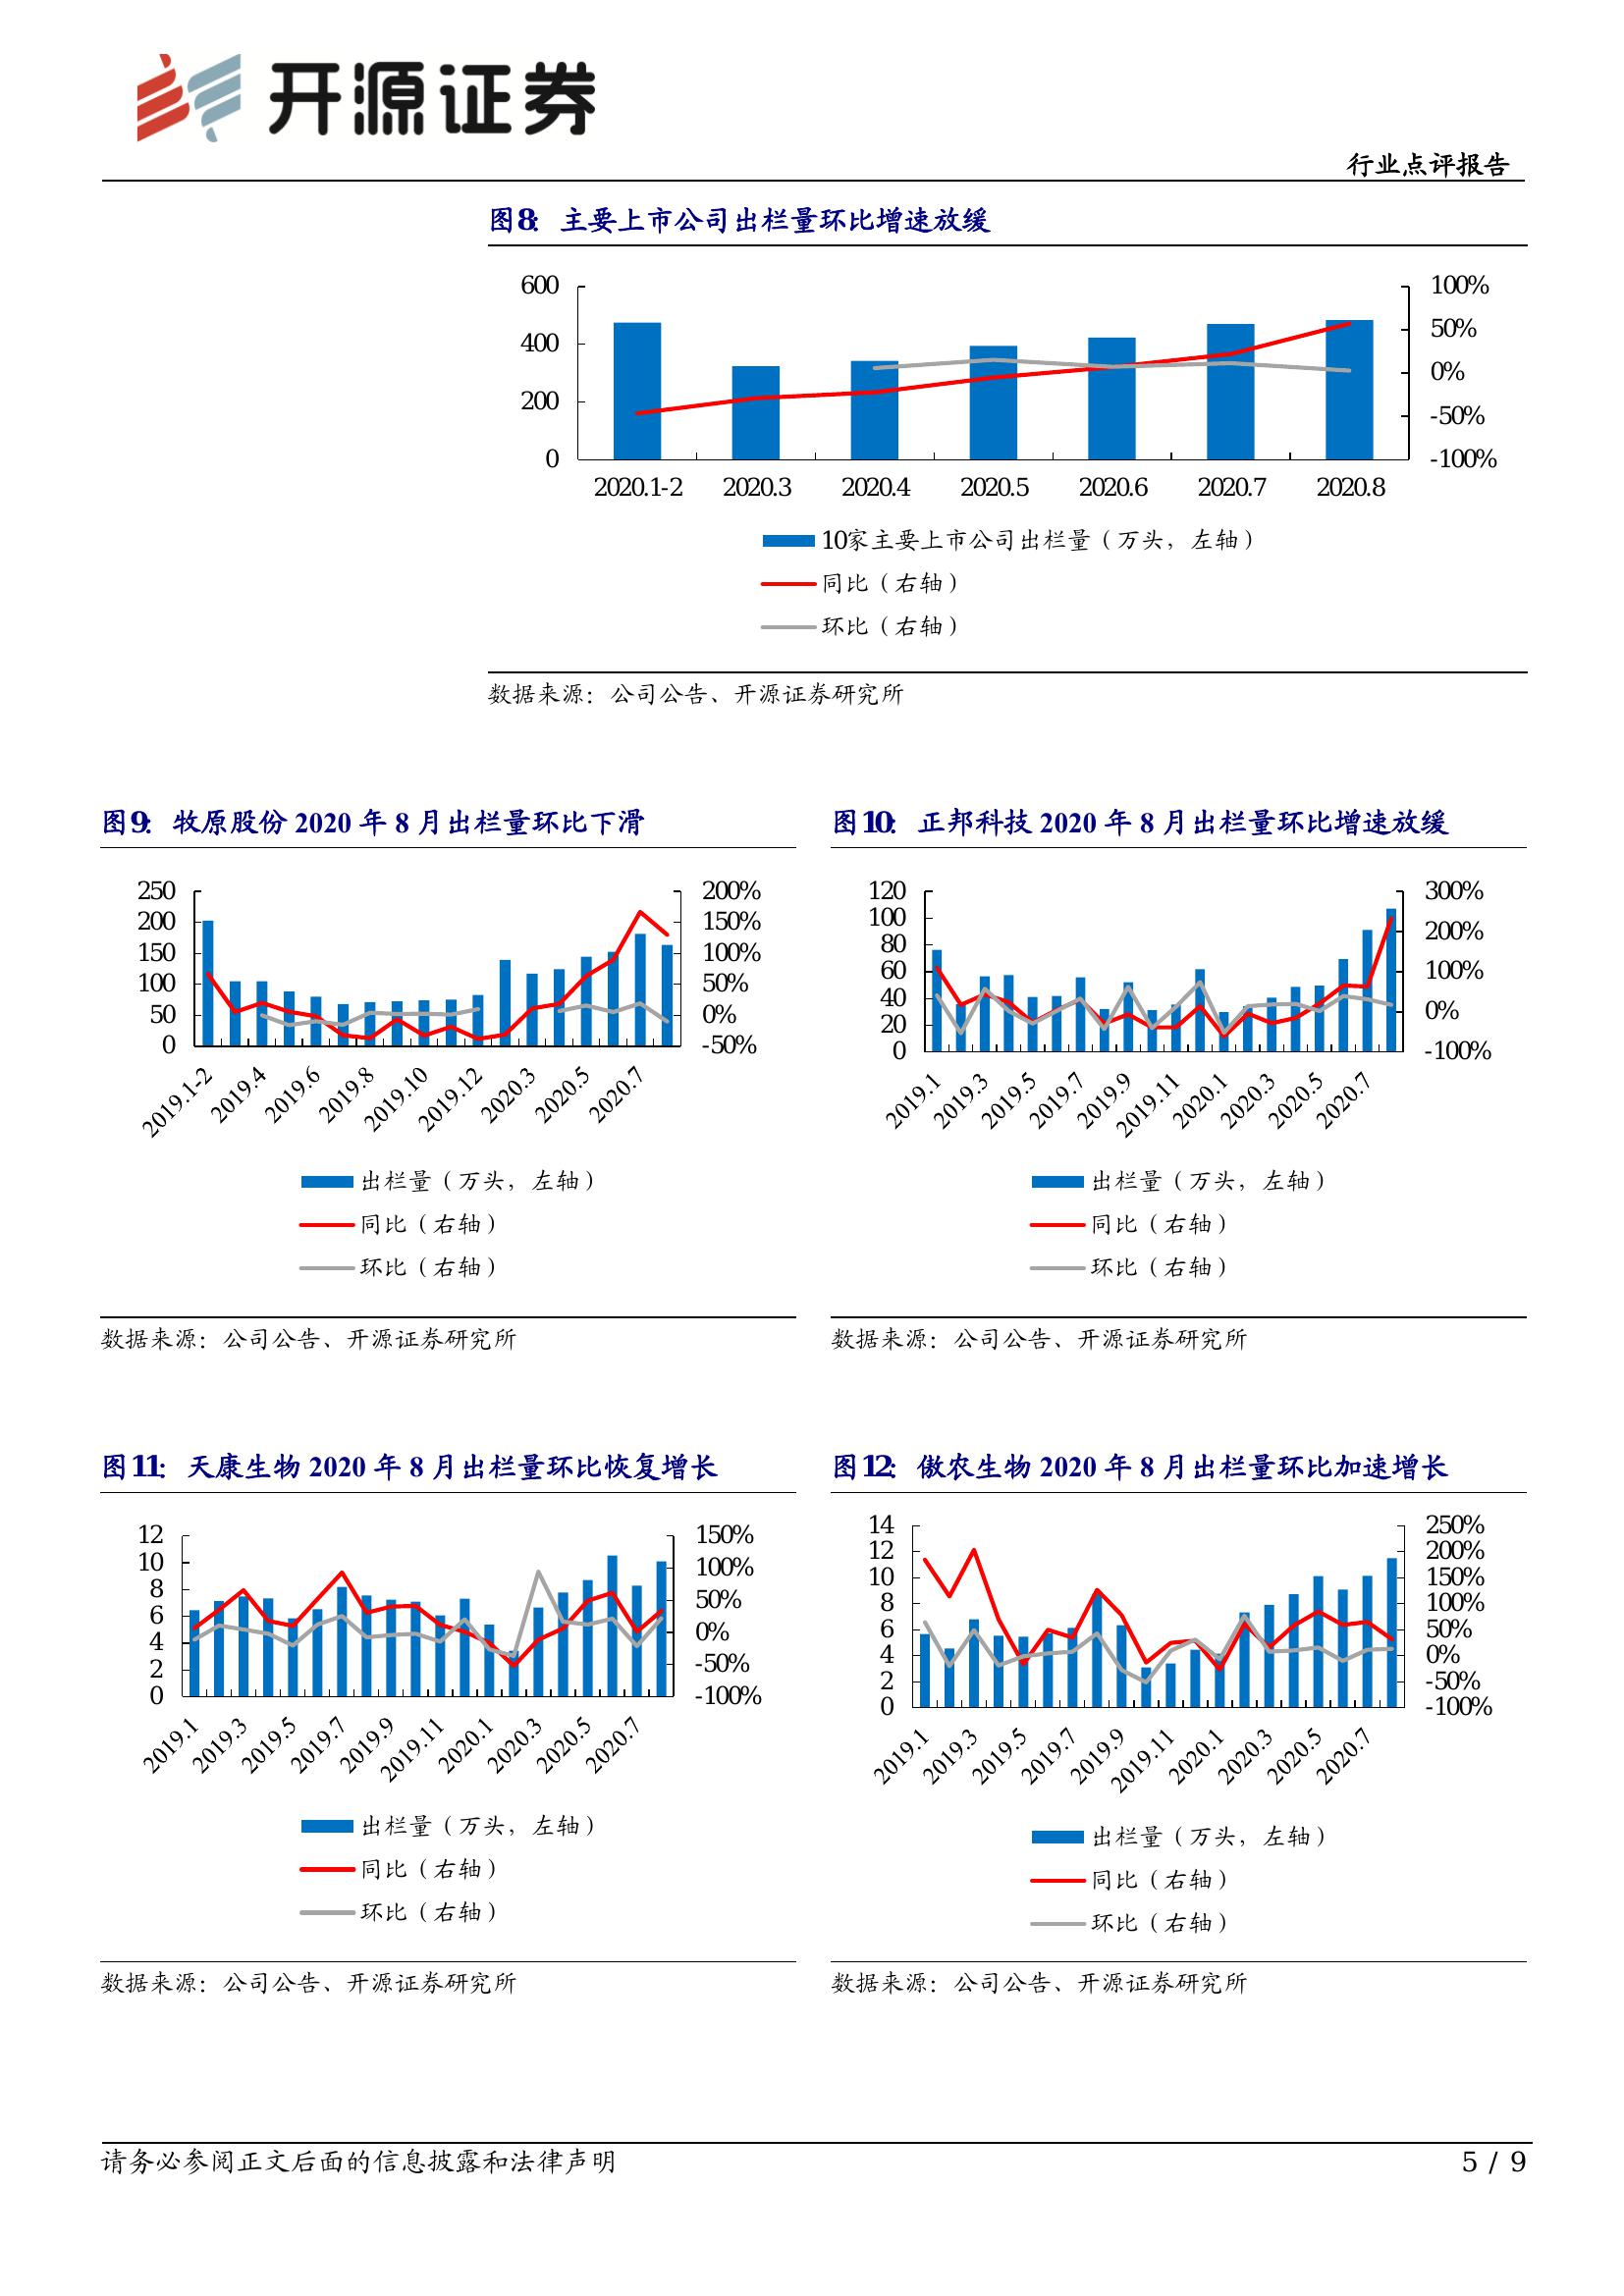 开源证券
行业点评报告
图8：主要上市公司出栏量环比增速放缓
600
400
200
0
100%
50%
0%
-50%
-100%
2020.1-2 2020.3 2020.4 2020.5 2020.6 2020.7 2020.8
10家主要上市公司出栏量（万头，左轴）
同比（右轴）
环比（右轴）
数据来源：公司公告、开源证券研究所
图9：牧原股份 2020 年 8 月出栏量环比下滑
250
200
150
100
50
0
200%
150%
100%
50%
0%
-50%
2019.1-2 2019.4 2019.6 2019.8 2019.10 2019.12 2020.3 2020.5 2020.7
出栏量（万头，左轴）
同比（右轴）
环比（右轴）
数据来源：公司公告、开源证券研究所
图10：正邦科技 2020 年 8 月出栏量环比增速放缓
120
100
80
60
40
20
0
300%
200%
100%
0%
-100%
2019.1 2019.3 2019.5 2019.7 2019.9 2019.11 2020.1 2020.3 2020.5 2020.7
出栏量（万头，左轴）
同比（右轴）
环比（右轴）
数据来源：公司公告、开源证券研究所
图11：天康生物 2020 年 8 月出栏量环比恢复增长
12
10
8
6
4
2
0
150%
100%
50%
0%
-50%
-100%
2019.1 2019.3 2019.5 2019.7 2019.9 2019.11 2020.1 2020.3 2020.5 2020.7
出栏量（万头，左轴）
同比（右轴）
环比（右轴）
数据来源：公司公告、开源证券研究所
图12：傲农生物 2020 年 8 月出栏量环比加速增长
14
12
10
8
6
4
2
0
250%
200%
150%
100%
50%
0%
-50%
-100%
2019.1 2019.3 2019.5 2019.7 2019.9 2019.11 2020.1 2020.3 2020.5 2020.7
出栏量（万头，左轴）
同比（右轴）
环比（右轴）
数据来源：公司公告、开源证券研究所
请务必参阅正文后面的信息披露和法律声明
5 / 9